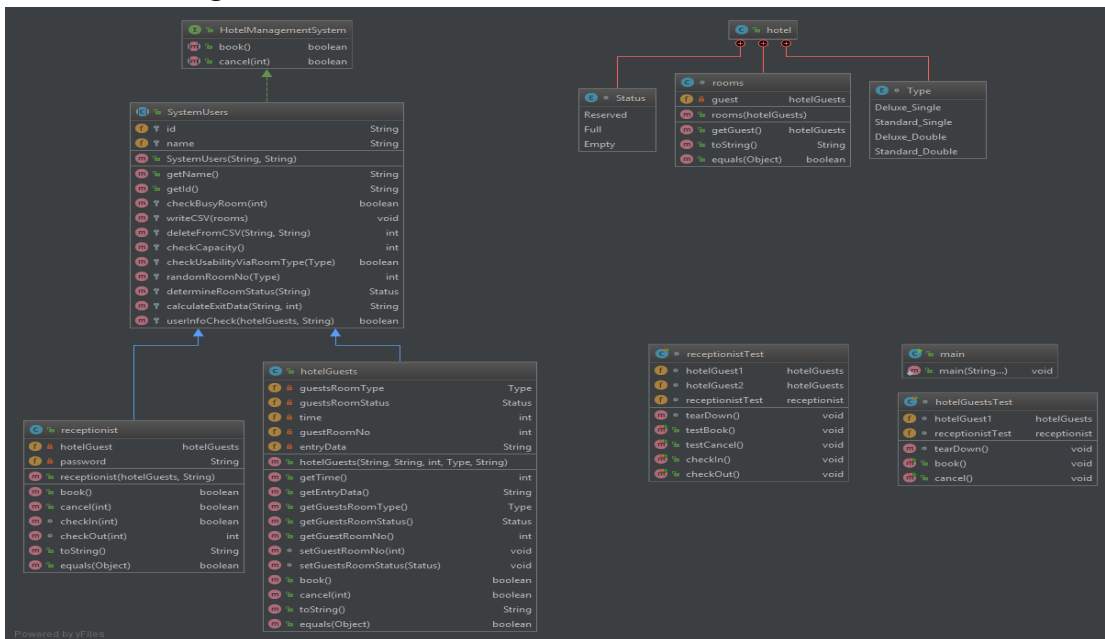 HotelManagementSystem
book() boolean
cancel(int) boolean
SystemUsers
id String
name String
SystemUsers(String, String)
getName() String
getId() String
checkBusyRoom(int) boolean
writeCSV(rooms) void
deleteFromCSV(String, String) int
checkCapacity() int
checkUsabilityViaRoomType(Type) boolean
randomRoomNo(Type) int
determineRoomStatus(String) Status
calculateExitData(String, int) String
userInfoCheck(hotelGuests, String) boolean
receptionist
hotelGuest hotelGuests
password String
receptionist(hotelGuests, String)
book() boolean
cancel(int) boolean
checkIn(int) boolean
checkOut(int) int
toString() String
equals(Object) boolean
hotelGuests
guestsRoomType Type
guestsRoomStatus Status
time int
guestRoomNo int
entryData String
hotelGuests(String, String, int, Type, String)
getTime() int
getEntryData() String
getGuestsRoomType() Type
getGuestsRoomStatus() Status
getGuestRoomNo() int
setGuestRoomNo(int) void
setGuestsRoomStatus(Status) void
book() boolean
cancel(int) boolean
toString() String
equals(Object) boolean
hotel
Status
Reserved
Full
Empty
rooms
guest hotelGuests
rooms(hotelGuests)
getGuest() hotelGuests
toString() String
equals(Object) boolean
Type
Deluxe_Single
Standard_Single
Deluxe_Double
Standard_Double
receptionistTest
hotelGuest1 hotelGuests
hotelGuest2 hotelGuests
receptionistTest receptionist
tearDown() void
testBook() void
testCancel() void
checkIn() void
checkOut() void
main
main(String...) void
hotelGuestsTest
hotelGuest1 hotelGuests
receptionistTest receptionist
tearDown() void
book() void
cancel() void
Powered by yFiles